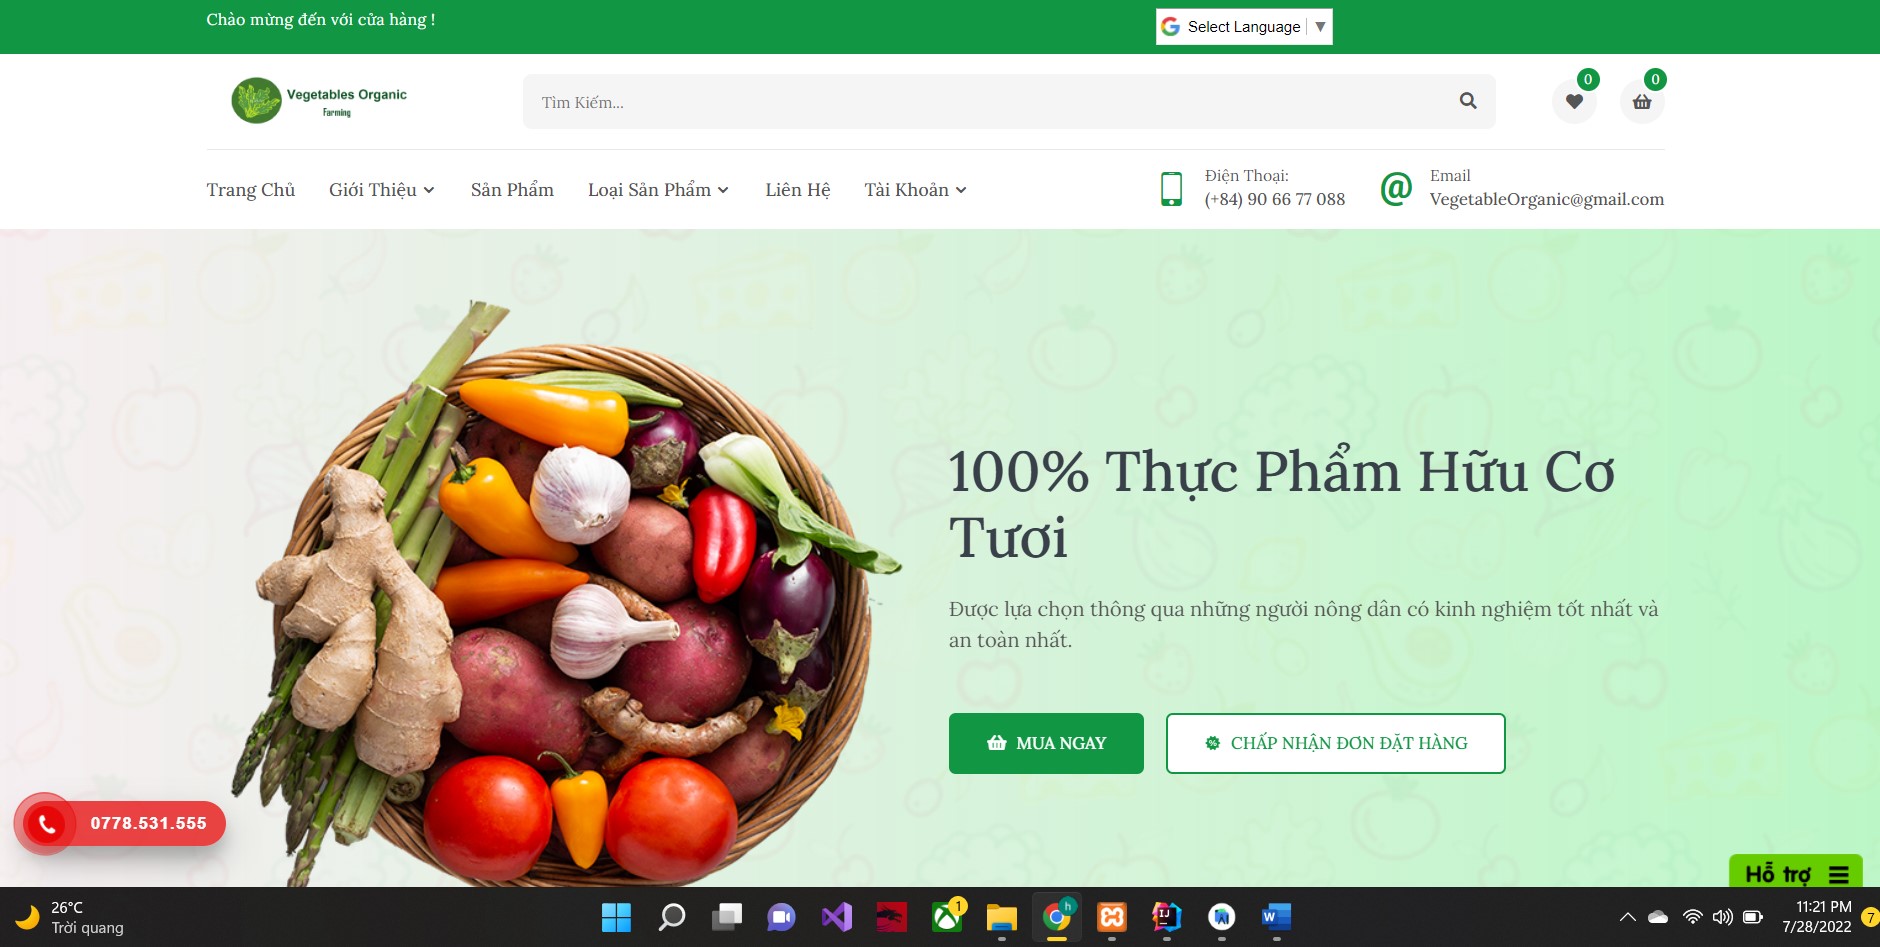 Chào mừng đến với cửa hàng !
Select Language ▼
Vegetables Organic
Farming
Tìm Kiếm...
0
0
Trang Chủ
Giới Thiệu
Sản Phẩm
Loại Sản Phẩm
Liên Hệ
Tài Khoản
Điện Thoại:
(+84) 90 66 77 088
Email
VegetableOrganic@gmail.com
100% Thực Phẩm Hữu Cơ
Tươi
Được lựa chọn thông qua những người nông dân có kinh nghiệm tốt nhất và
an toàn nhất.
MUA NGAY
CHẤP NHẬN ĐƠN ĐẶT HÀNG
0778.531.555
Hỗ trợ
26°C
Trời quang
1
h
11:21 PM
7/28/2022
7